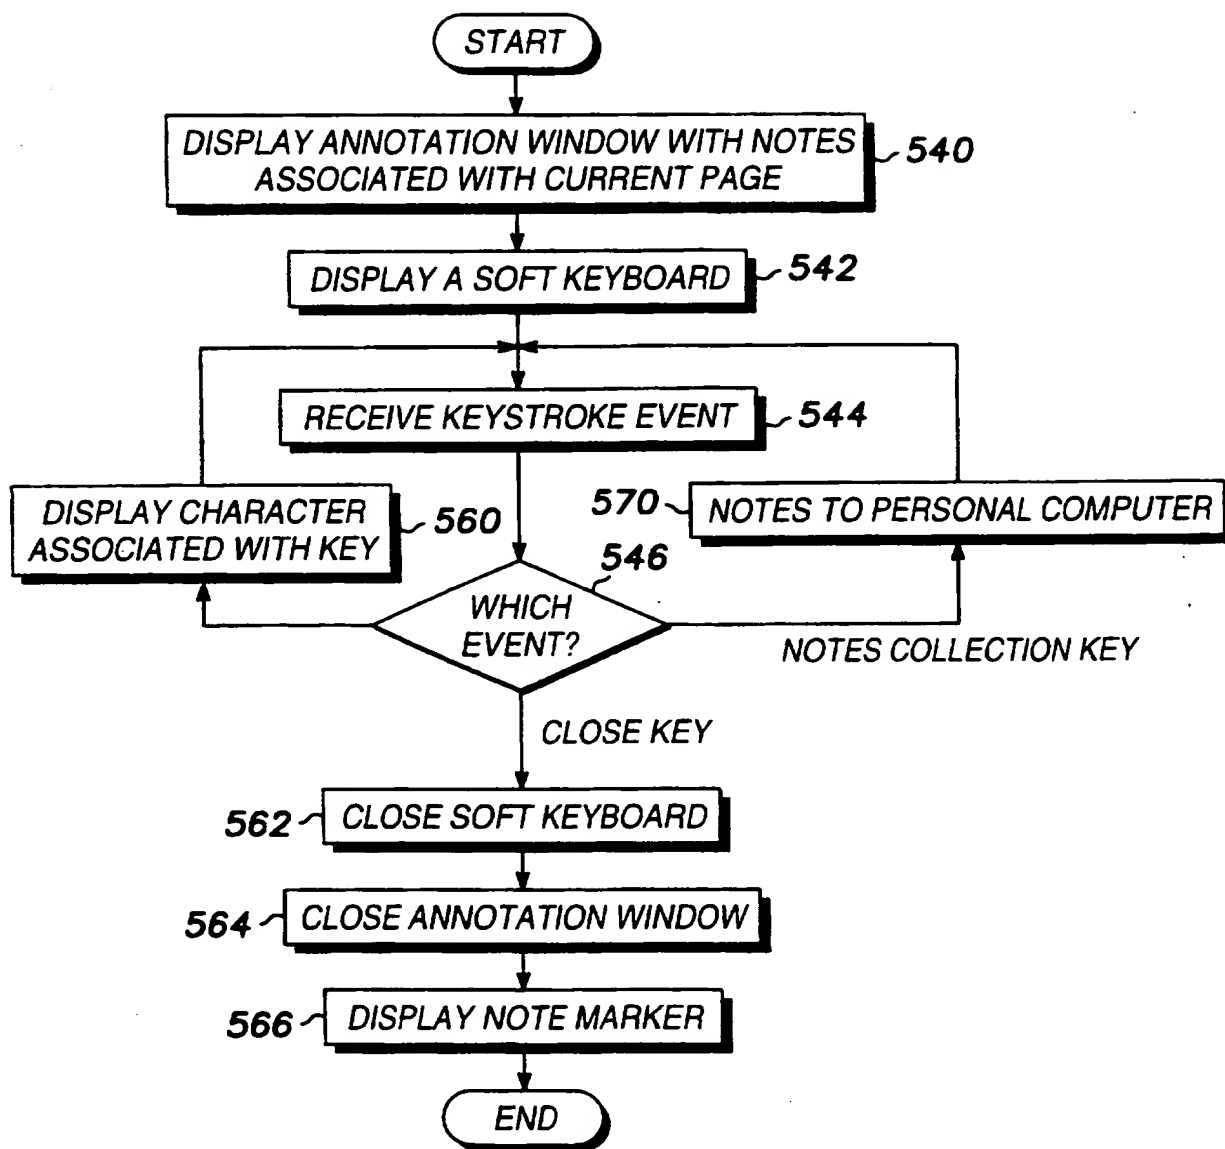 START
DISPLAY ANNOTATION WINDOW WITH NOTES
ASSOCIATED WITH CURRENT PAGE
540
DISPLAY A SOFT KEYBOARD
542
RECEIVE KEYSTROKE EVENT
544
DISPLAY CHARACTER
ASSOCIATED WITH KEY
560
570
NOTES TO PERSONAL COMPUTER
546
WHICH
EVENT?
NOTES COLLECTION KEY
CLOSE KEY
562
CLOSE SOFT KEYBOARD
564
CLOSE ANNOTATION WINDOW
566
DISPLAY NOTE MARKER
END